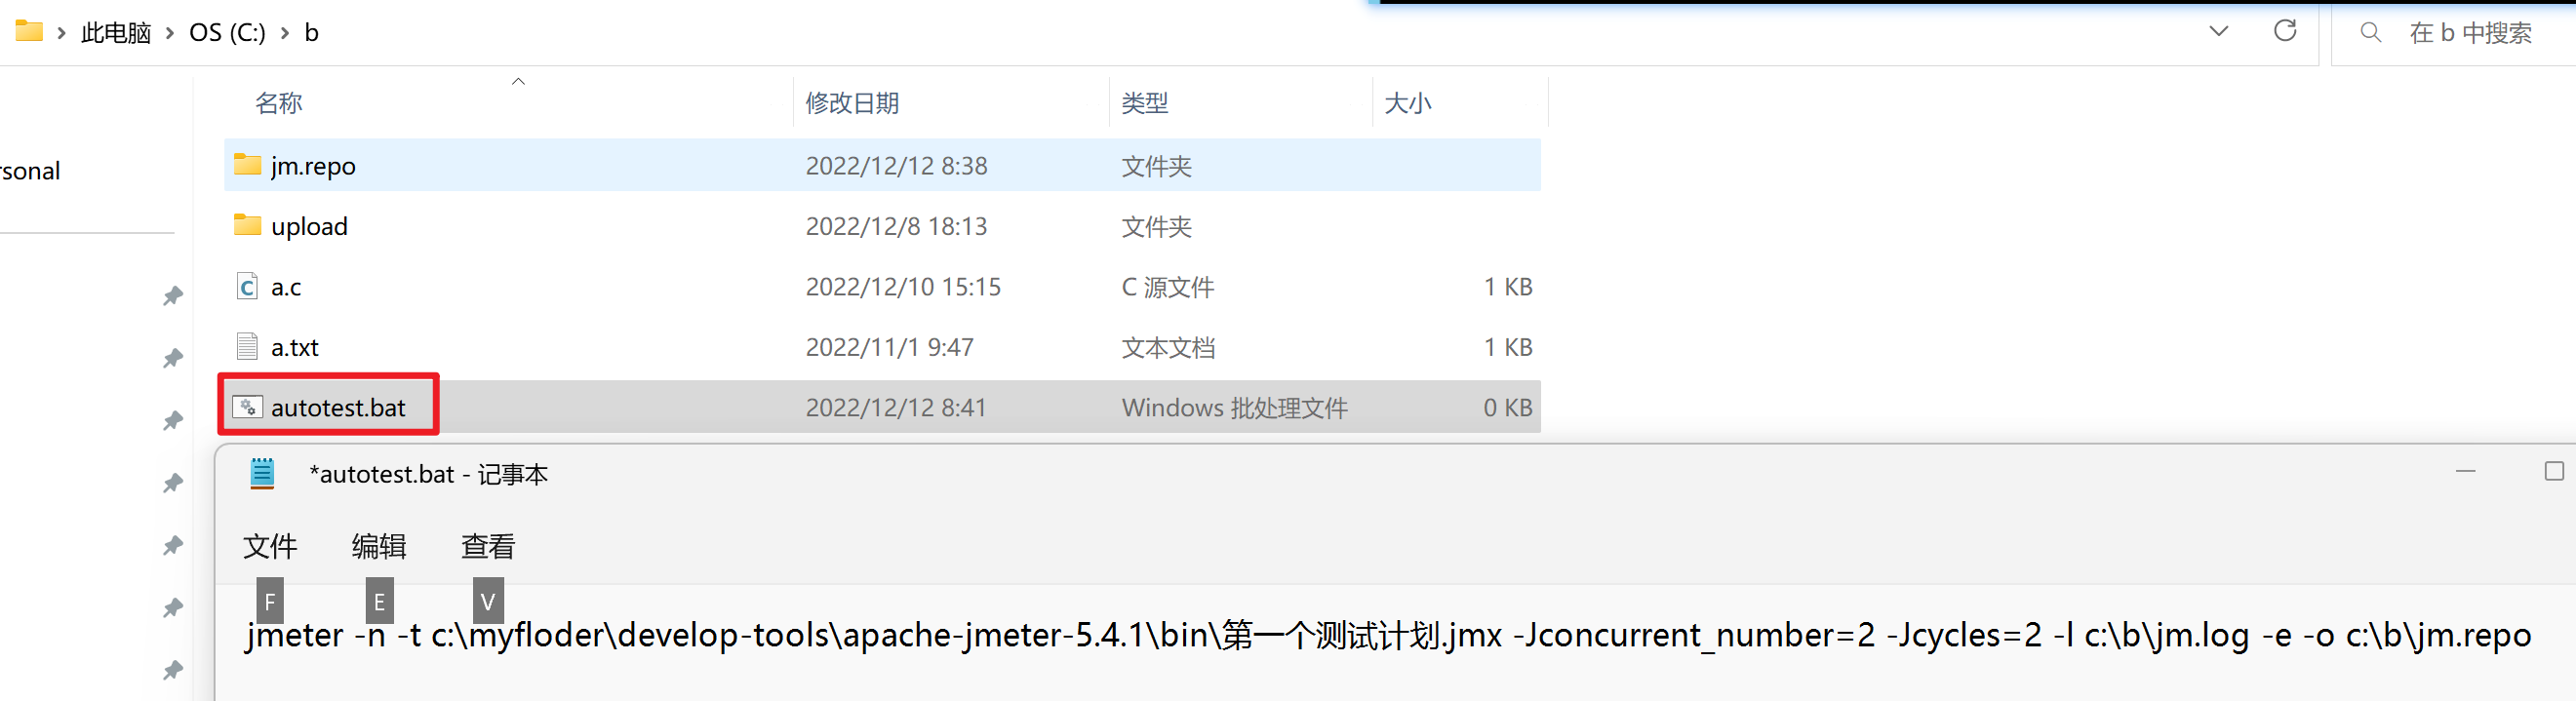 此电脑 > OS (C:) > b
在 b 中搜索
名称 修改日期 类型 大小
jm.repo 2022/12/12 8:38 文件夹
rsonal
upload 2022/12/8 18:13 文件夹
a.c 2022/12/10 15:15 C 源文件 1 KB
a.txt 2022/11/1 9:47 文本文档 1 KB
autotest.bat 2022/12/12 8:41 Windows 批处理文件 0 KB
*autotest.bat - 记事本
文件 编辑 查看
F E V
jmeter -n -t c:\myfloder\develop-tools\apache-jmeter-5.4.1\bin\第一个测试计划.jmx -Jconcurrent_number=2 -Jcycles=2 -l c:\b\jm.log -e -o c:\b\jm.repo